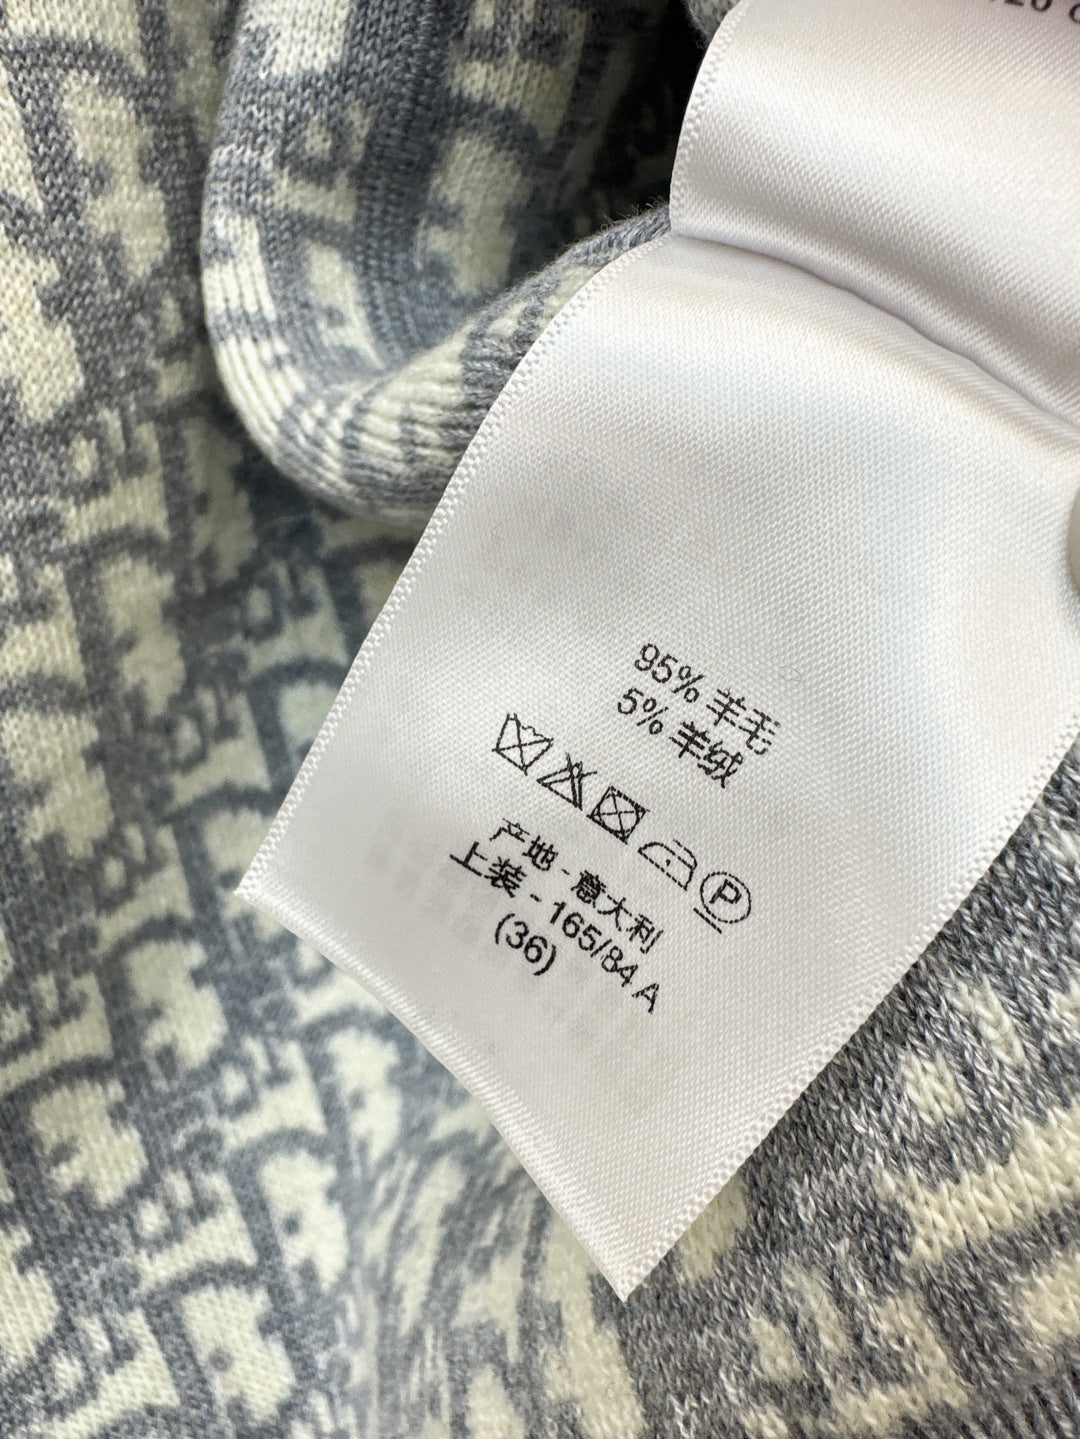 95% 羊毛
5% 羊绒
P
产地 - 意大利
上装 - 165/84 A
(36)